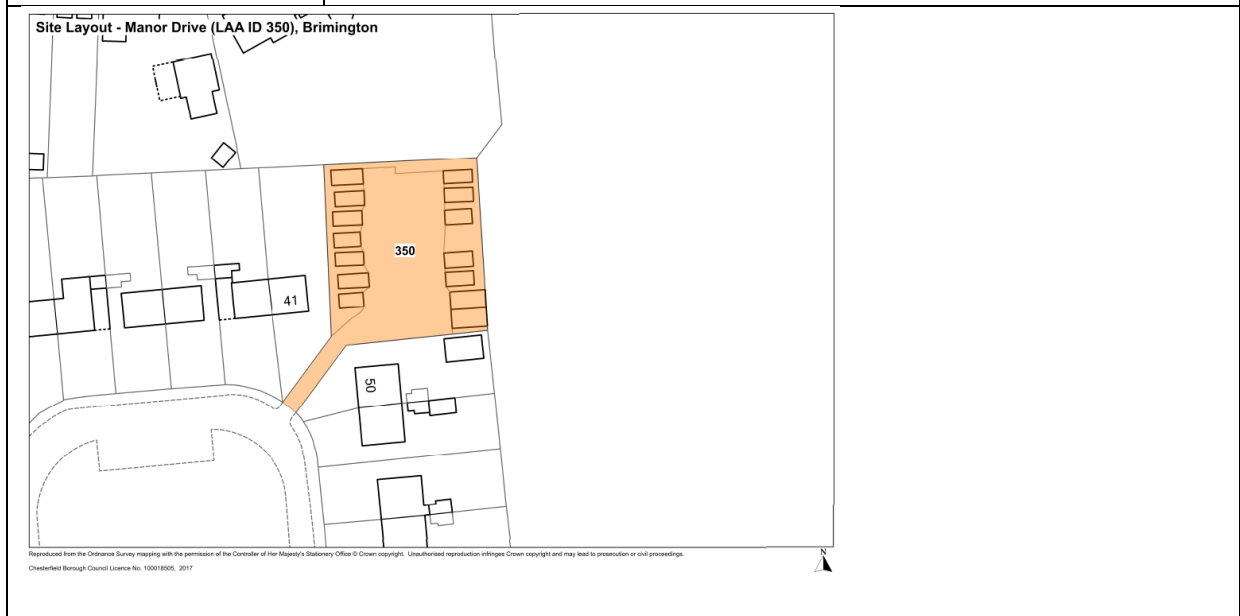 Site Layout - Manor Drive (LAA ID 350), Brimington
350
41
50
Reproduced from the Ordnance Survey mapping with the permission of the Controller of Her Majesty's Stationery Office © Crown copyright. Unauthorised reproduction infringes Crown copyright and may lead to prosecution or civil proceedings.
N
Chesterfield Borough Council Licence No. 100018505, 2017